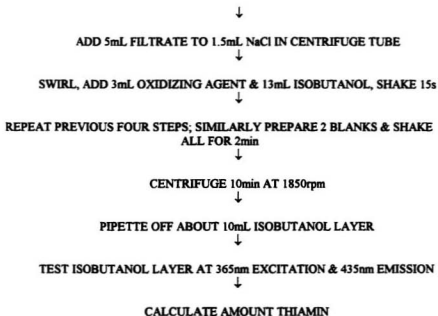 ↓
ADD 5mL FILTRATE TO 1.5mL NaCl IN CENTRIFUGE TUBE
↓
SWIRL, ADD 3mL OXIDIZING AGENT & 13mL ISOBUTANOL, SHAKE 15s
↓
REPEAT PREVIOUS FOUR STEPS; SIMILARLY PREPARE 2 BLANKS & SHAKE
ALL FOR 2min
↓
CENTRIFUGE 10min AT 1850rpm
↓
PIPETTE OFF ABOUT 10mL ISOBUTANOL LAYER
↓
TEST ISOBUTANOL LAYER AT 365nm EXCITATION & 435nm EMISSION
↓
CALCULATE AMOUNT THIAMIN